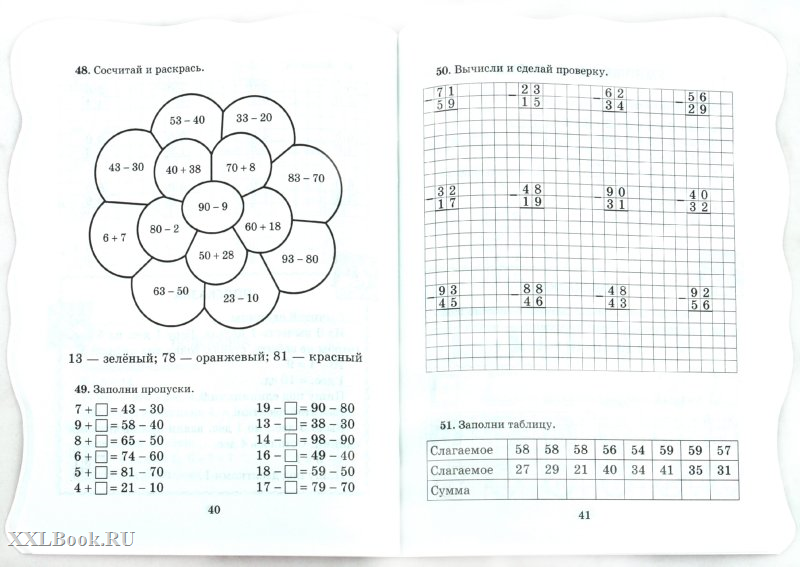 48. Сосчитай и раскрась.
53 – 40
33 – 20
43 – 30
40 + 38
70 + 8
83 – 70
90 – 9
6 + 7
80 – 2
60 + 18
50 + 28
93 – 80
63 – 50
23 – 10
13 — зелёный; 78 — оранжевый; 81 — красный
49. Заполни пропуски.
7 + □ = 43 – 30
9 + □ = 58 – 40
8 + □ = 65 – 50
6 + □ = 74 – 60
5 + □ = 81 – 70
4 + □ = 21 – 10
19 – □ = 90 – 80
13 – □ = 38 – 30
14 – □ = 98 – 90
16 – □ = 49 – 40
18 – □ = 59 – 50
17 – □ = 79 – 70
40
50. Вычисли и сделай проверку.
71 23 62 56
– – – –
59 15 34 29
32 48 90 40
– – – –
17 19 31 32
93 88 48 92
– – – –
45 46 43 56
51. Заполни таблицу.
Слагаемое 58 58 58 56 54 59 59 57
Слагаемое 27 29 21 40 34 41 35 31
Сумма
41
XXLBook.RU